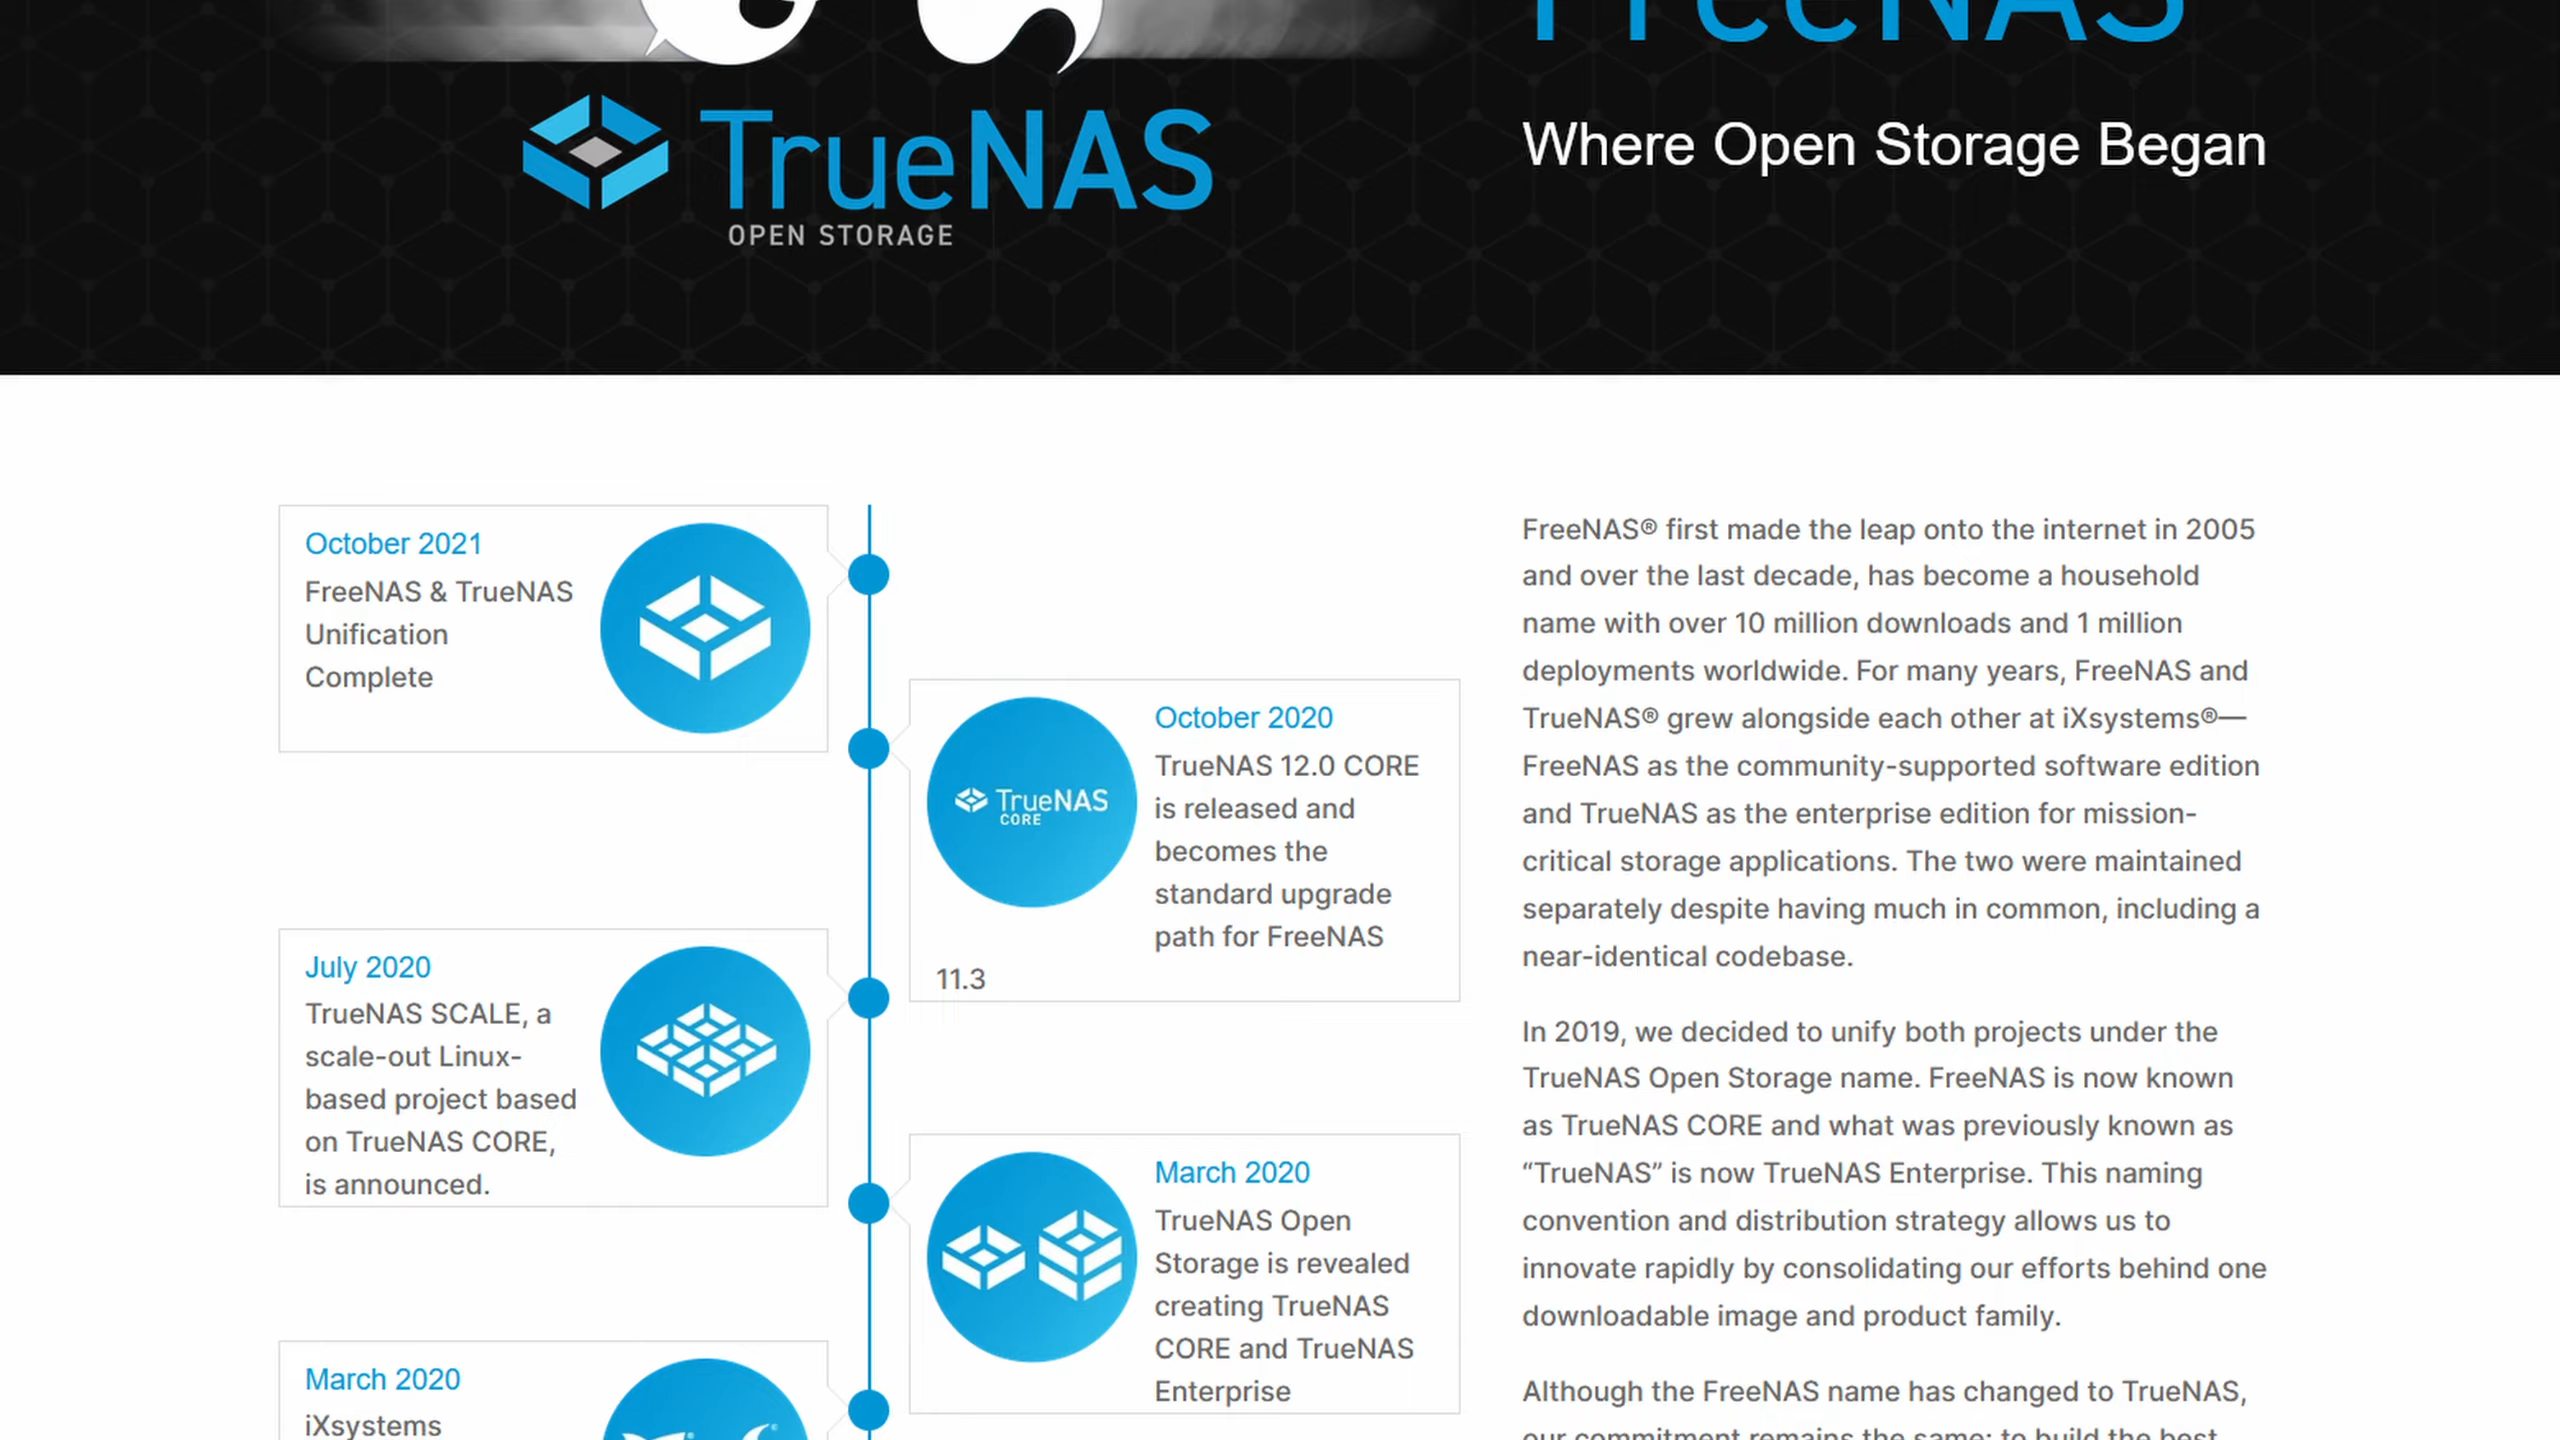 FreeNAS
TrueNAS
OPEN STORAGE
Where Open Storage Began
October 2021
FreeNAS & TrueNAS
Unification
Complete
October 2020
TrueNAS 12.0 CORE
is released and
becomes the
standard upgrade
path for FreeNAS
11.3
TrueNAS
CORE
July 2020
TrueNAS SCALE, a
scale-out Linux-
based project based
on TrueNAS CORE,
is announced.
March 2020
TrueNAS Open
Storage is revealed
creating TrueNAS
CORE and TrueNAS
Enterprise
March 2020
iXsystems
FreeNAS® first made the leap onto the internet in 2005
and over the last decade, has become a household
name with over 10 million downloads and 1 million
deployments worldwide. For many years, FreeNAS and
TrueNAS® grew alongside each other at iXsystems®—
FreeNAS as the community-supported software edition
and TrueNAS as the enterprise edition for mission-
critical storage applications. The two were maintained
separately despite having much in common, including a
near-identical codebase.
In 2019, we decided to unify both projects under the
TrueNAS Open Storage name. FreeNAS is now known
as TrueNAS CORE and what was previously known as
“TrueNAS” is now TrueNAS Enterprise. This naming
convention and distribution strategy allows us to
innovate rapidly by consolidating our efforts behind one
downloadable image and product family.
Although the FreeNAS name has changed to TrueNAS,
our commitment remains the same: to build the best